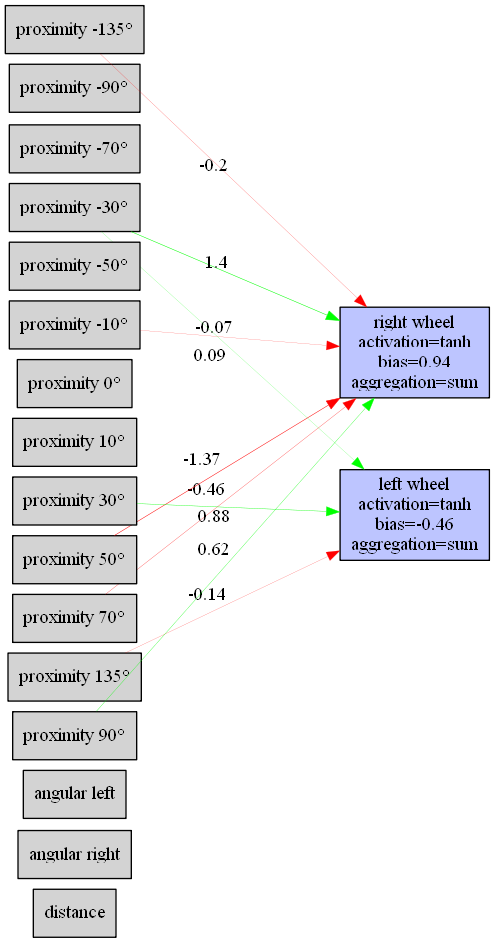 proximity -135°
proximity -90°
proximity -70°
proximity -30°
proximity -50°
proximity -10°
proximity 0°
proximity 10°
proximity 30°
proximity 50°
proximity 70°
proximity 135°
proximity 90°
angular left
angular right
distance
-0.2
1.4
-0.07
0.09
-1.37
-0.46
0.88
0.62
-0.14
right wheel
activation=tanh
bias=0.94
aggregation=sum
left wheel
activation=tanh
bias=-0.46
aggregation=sum